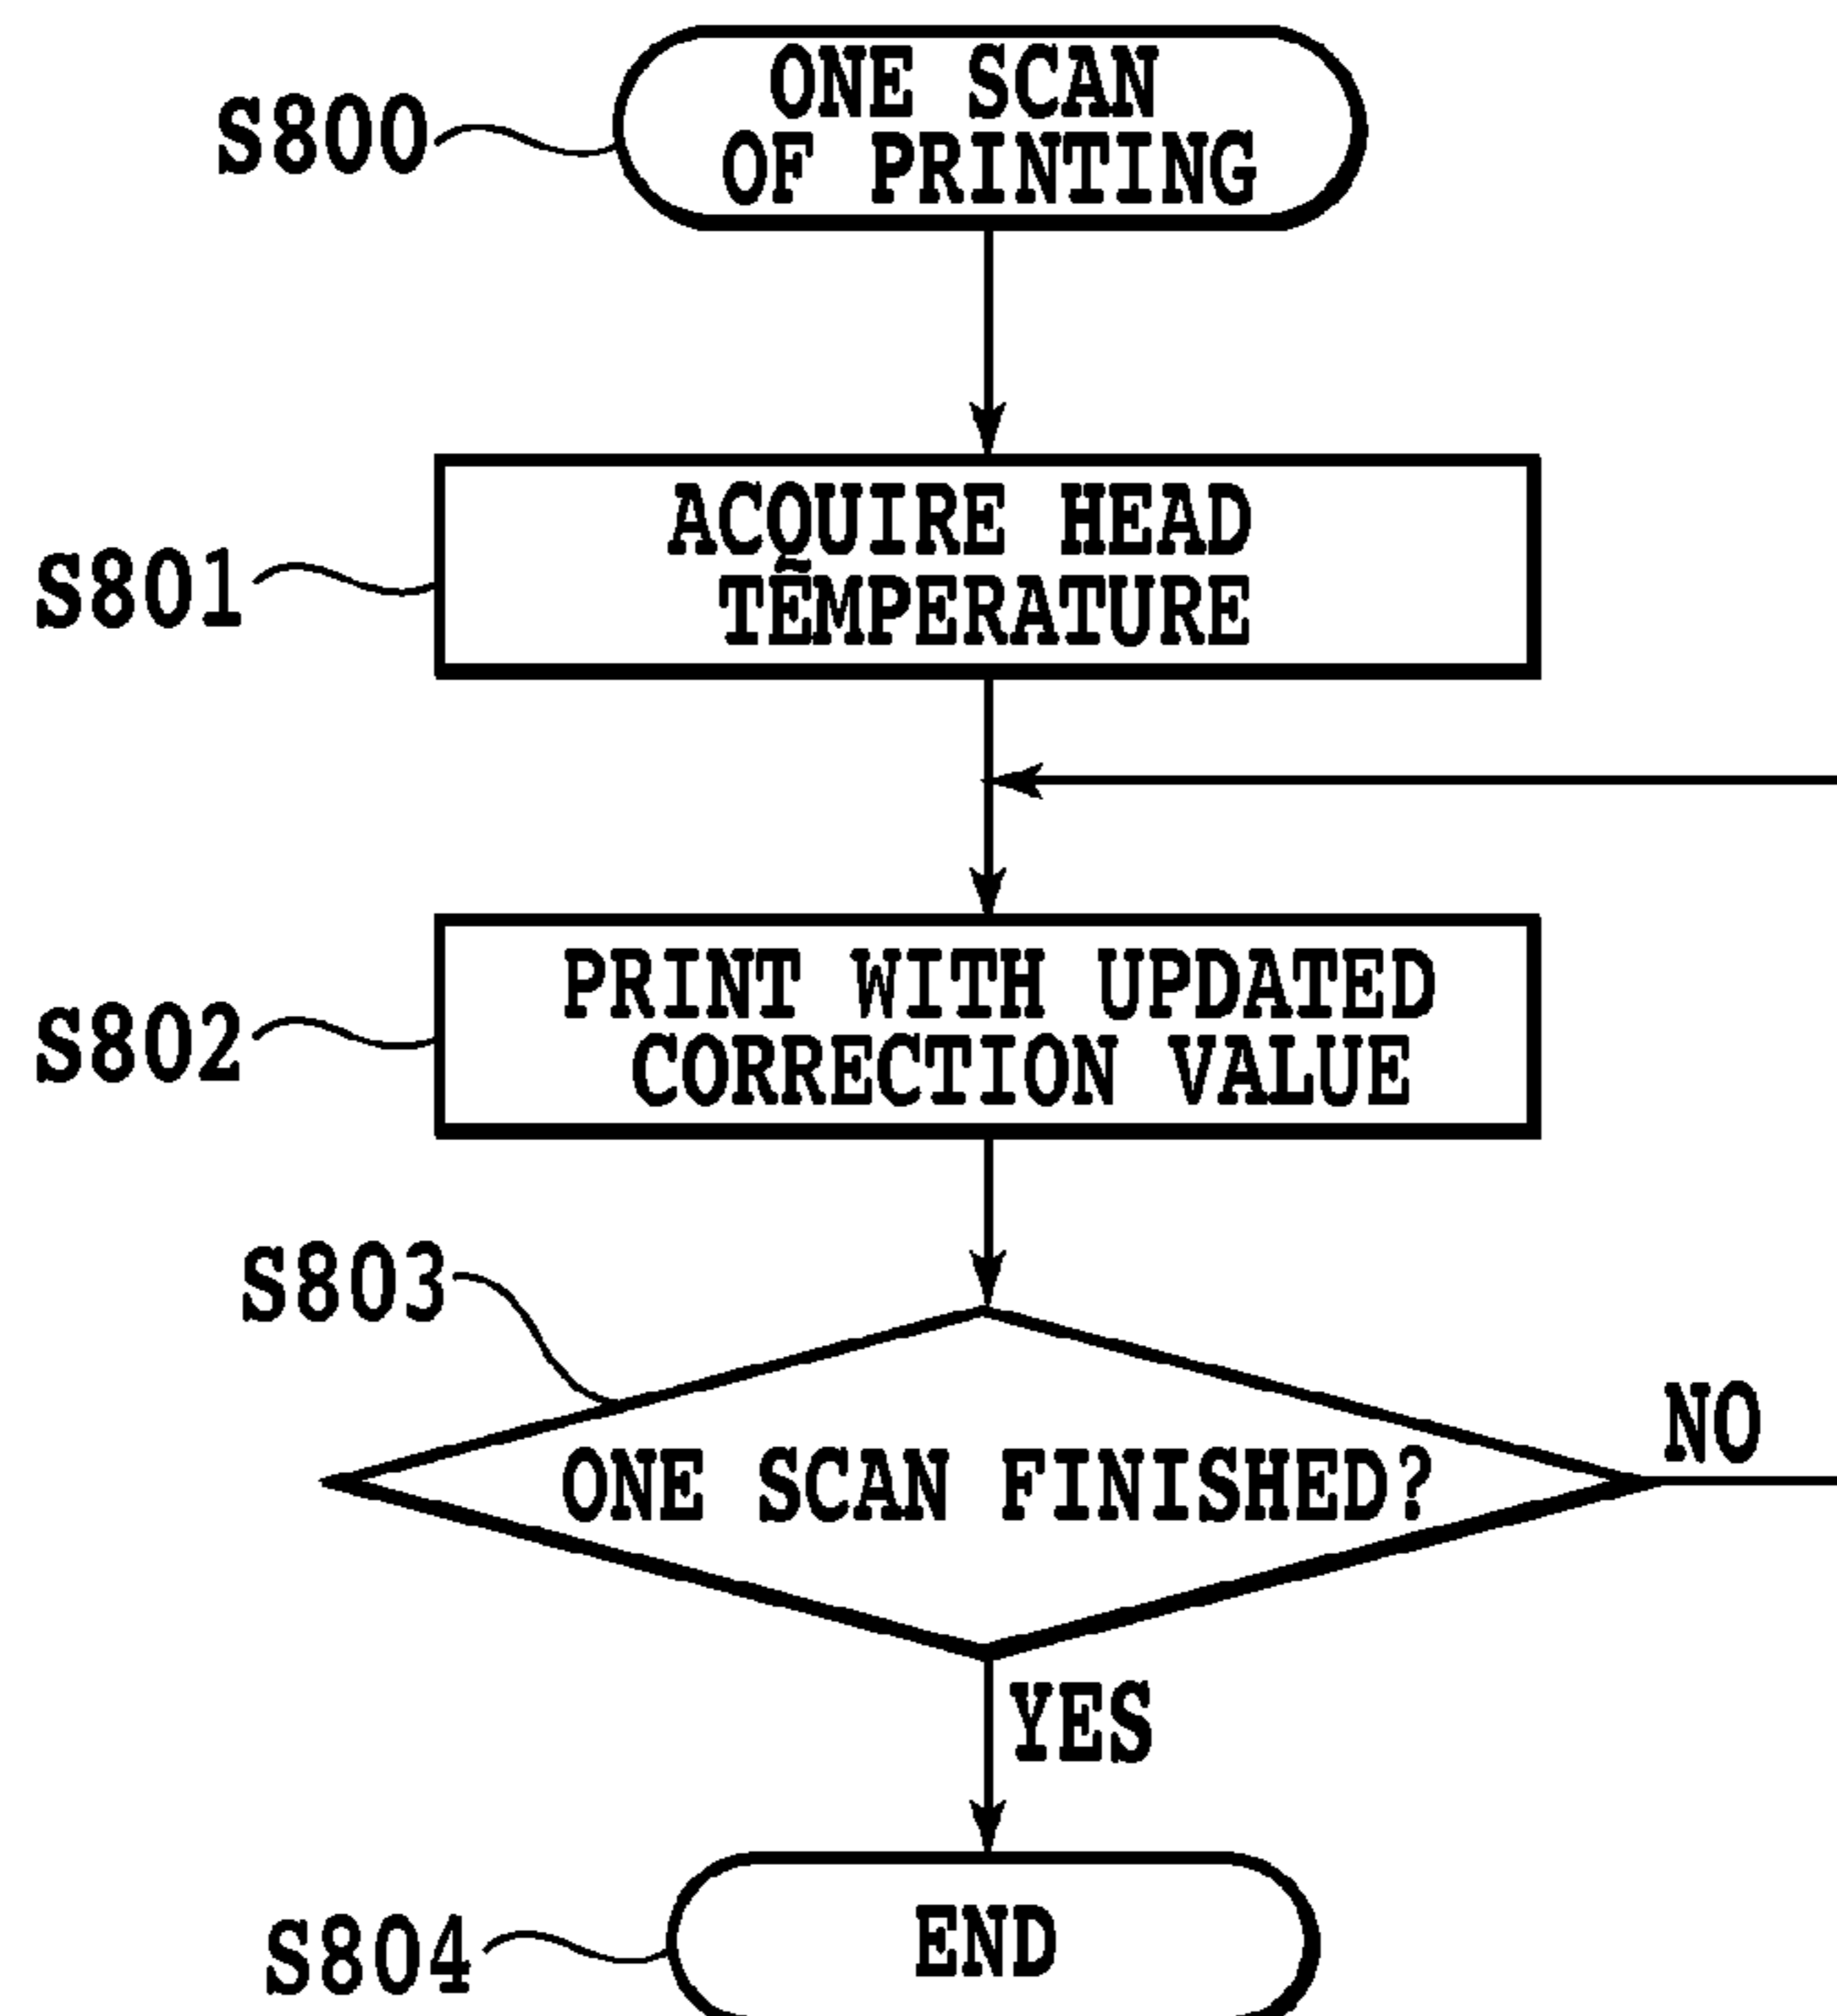 S800
ONE SCAN
OF PRINTING
S801
ACQUIRE HEAD
TEMPERATURE
S802
PRINT WITH UPDATED
CORRECTION VALUE
S803
ONE SCAN FINISHED?
NO
YES
S804
END